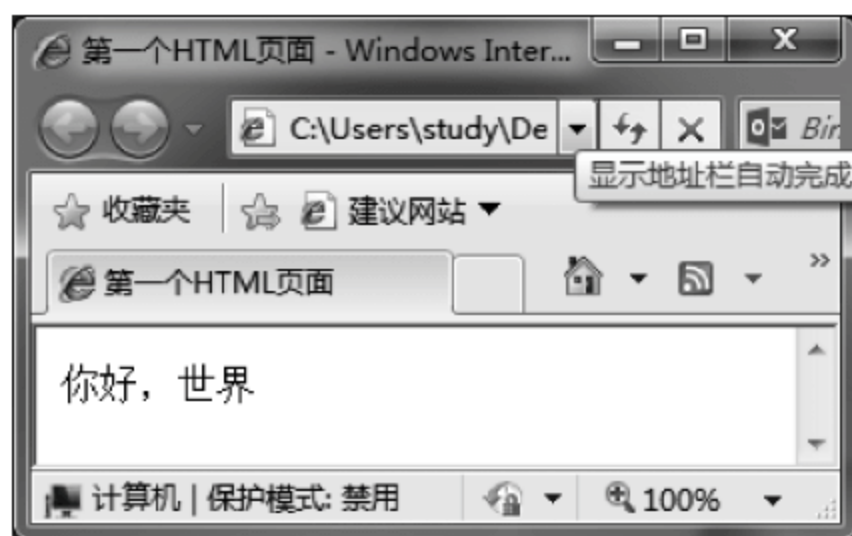 第一个HTML页面 - Windows Inter...
C:\Users\study\De
Bin
显示地址栏自动完成
收藏夹
建议网站
第一个HTML页面
你好，世界
计算机 | 保护模式: 禁用
100%